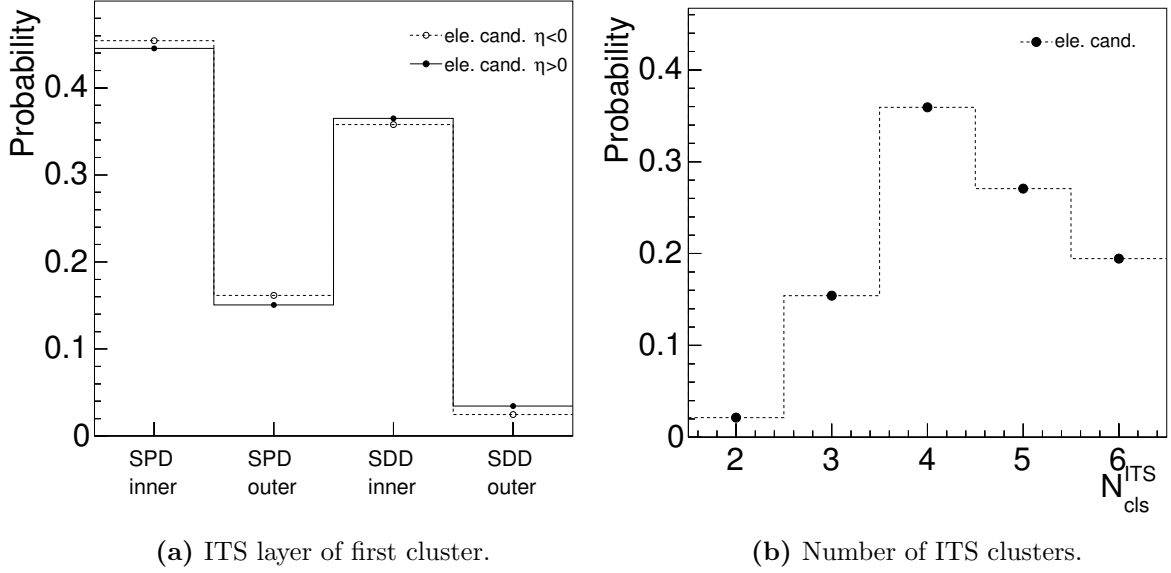 Probability
0.4
0.3
0.2
0.1
0
ele. cand. η<0
ele. cand. η>0
SPD inner
SPD outer
SDD inner
SDD outer
(a) ITS layer of first cluster.
Probability
0.4
0.3
0.2
0.1
0
ele. cand.
2 3 4 5 6
N_cls^ITS
(b) Number of ITS clusters.